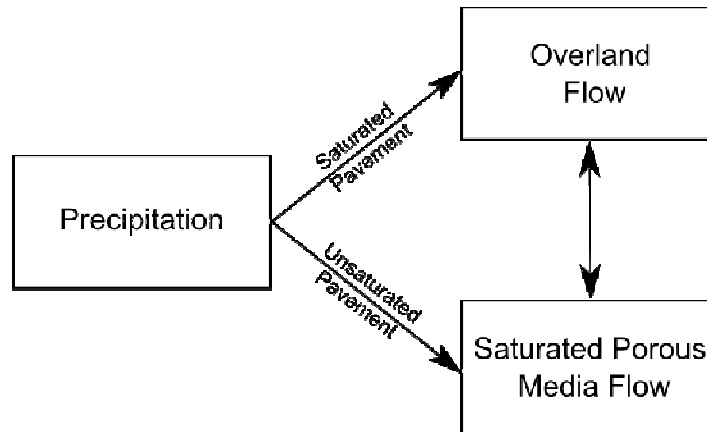 Overland
Flow
Saturated
Pavement
Precipitation
Unsaturated
Pavement
Saturated Porous
Media Flow